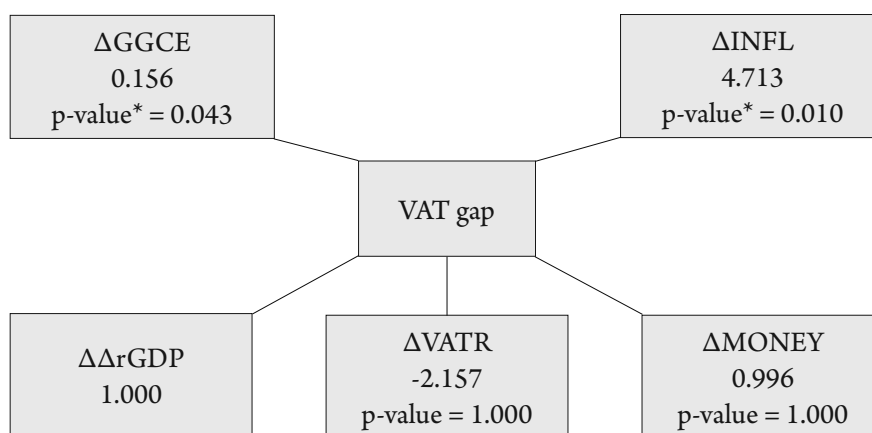 ΔGGCE
0.156
p-value* = 0.043
ΔINFL
4.713
p-value* = 0.010
VAT gap
ΔΔrGDP
1.000
ΔVATR
-2.157
p-value = 1.000
ΔMONEY
0.996
p-value = 1.000